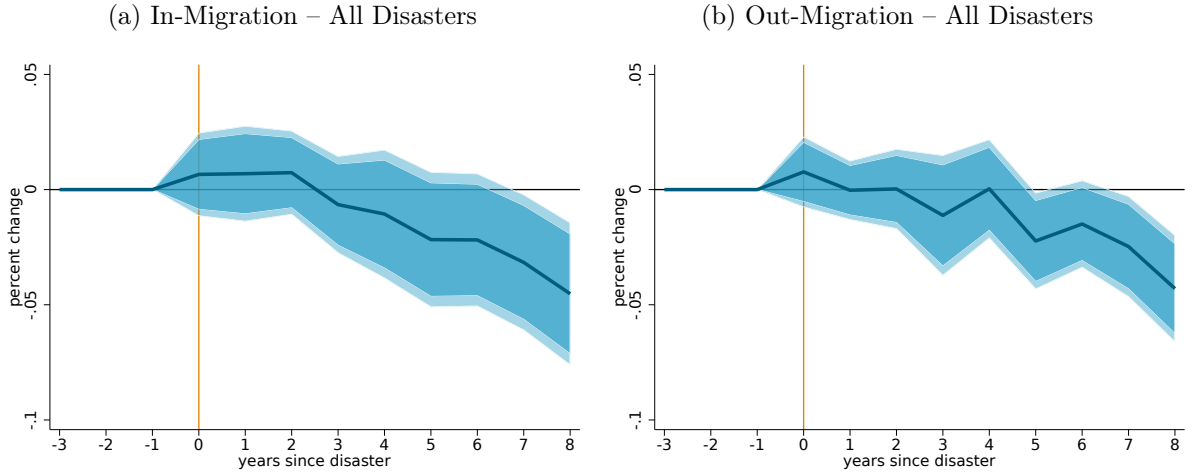 (a) In-Migration – All Disasters
.05
0
-.05
-.1
percent change
-3 -2 -1 0 1 2 3 4 5 6 7 8
years since disaster
(b) Out-Migration – All Disasters
.05
0
-.05
-.1
percent change
-3 -2 -1 0 1 2 3 4 5 6 7 8
years since disaster